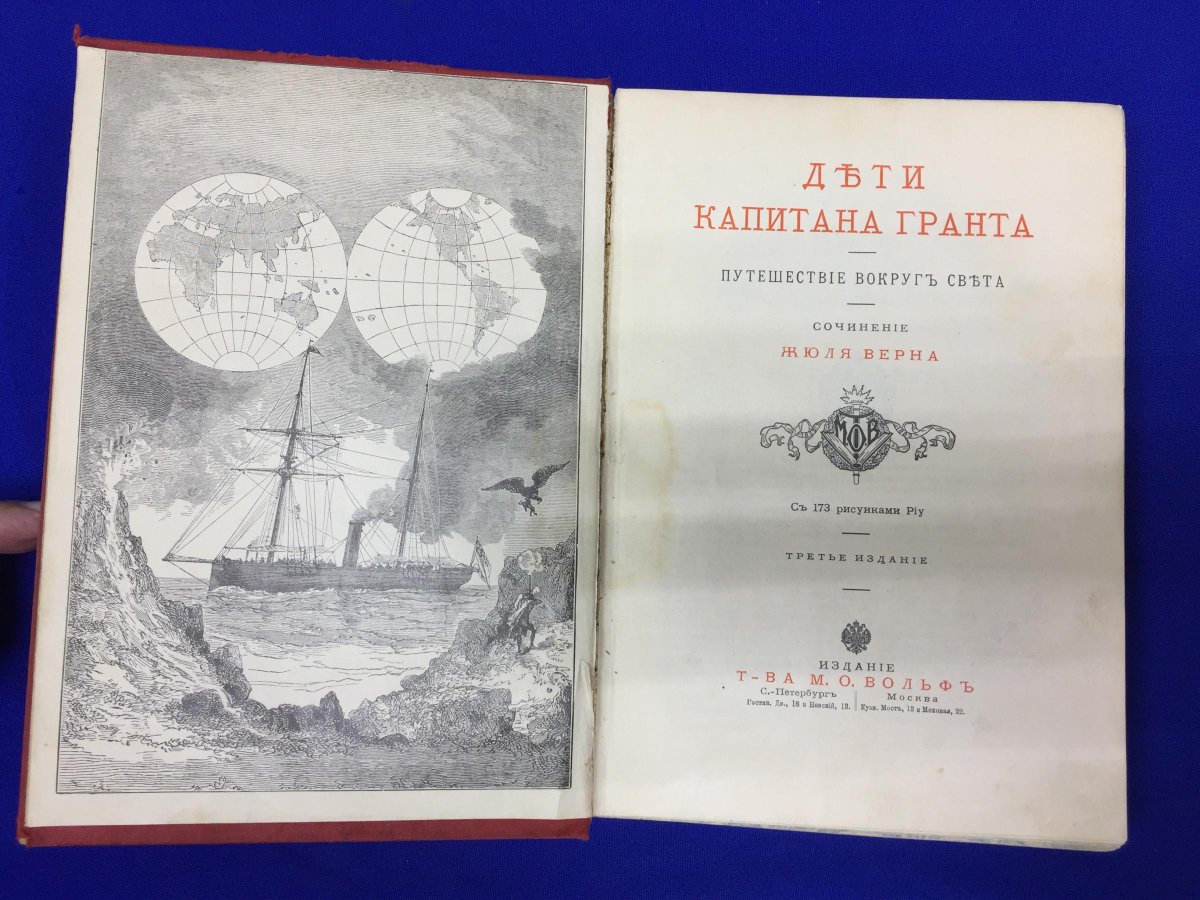 ДѢТИ
КАПИТАНА ГРАНТА
ПУТЕШЕСТВІЕ ВОКРУГЪ СВѢТА
СОЧИНЕНІЕ
ЖЮЛЯ ВЕРНА
М.О.В
Съ 173 рисунками Ріу
ТРЕТЬЕ ИЗДАНІЕ
ИЗДАНІЕ
Т-ВА М. О. ВОЛЬФЪ
С.-Петербургъ
Гостин. Дв., 18 и Невскій, 13.
Москва
Кузн. Мостъ, 12 и Моховая, 22.